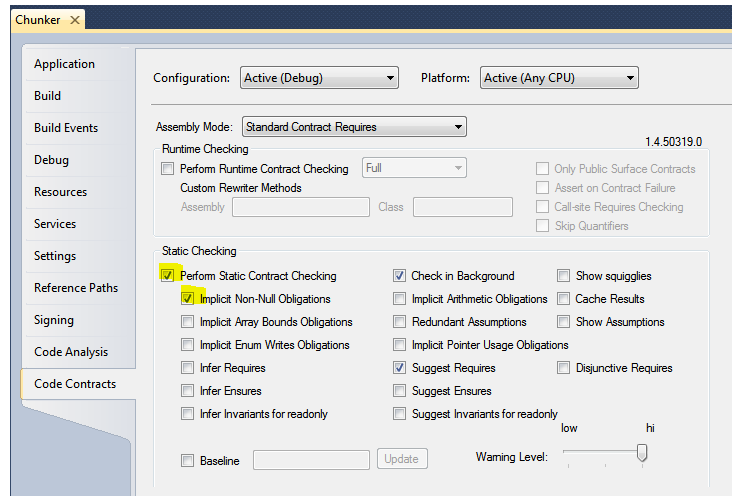 Chunker
Application
Build
Build Events
Debug
Resources
Services
Settings
Reference Paths
Signing
Code Analysis
Code Contracts
Configuration: Active (Debug) Platform: Active (Any CPU)
Assembly Mode: Standard Contract Requires
1.4.50319.0
Runtime Checking
Perform Runtime Contract Checking Full Only Public Surface Contracts
Custom Rewriter Methods Assert on Contract Failure
Assembly Class Call-site Requires Checking
Skip Quantifiers
Static Checking
Perform Static Contract Checking Check in Background Show squigglies
Implicit Non-Null Obligations Implicit Arithmetic Obligations Cache Results
Implicit Array Bounds Obligations Redundant Assumptions Show Assumptions
Implicit Enum Writes Obligations Implicit Pointer Usage Obligations
Infer Requires Suggest Requires Disjunctive Requires
Infer Ensures Suggest Ensures
Infer Invariants for readonly Suggest Invariants for readonly
low hi
Baseline Update Warning Level: